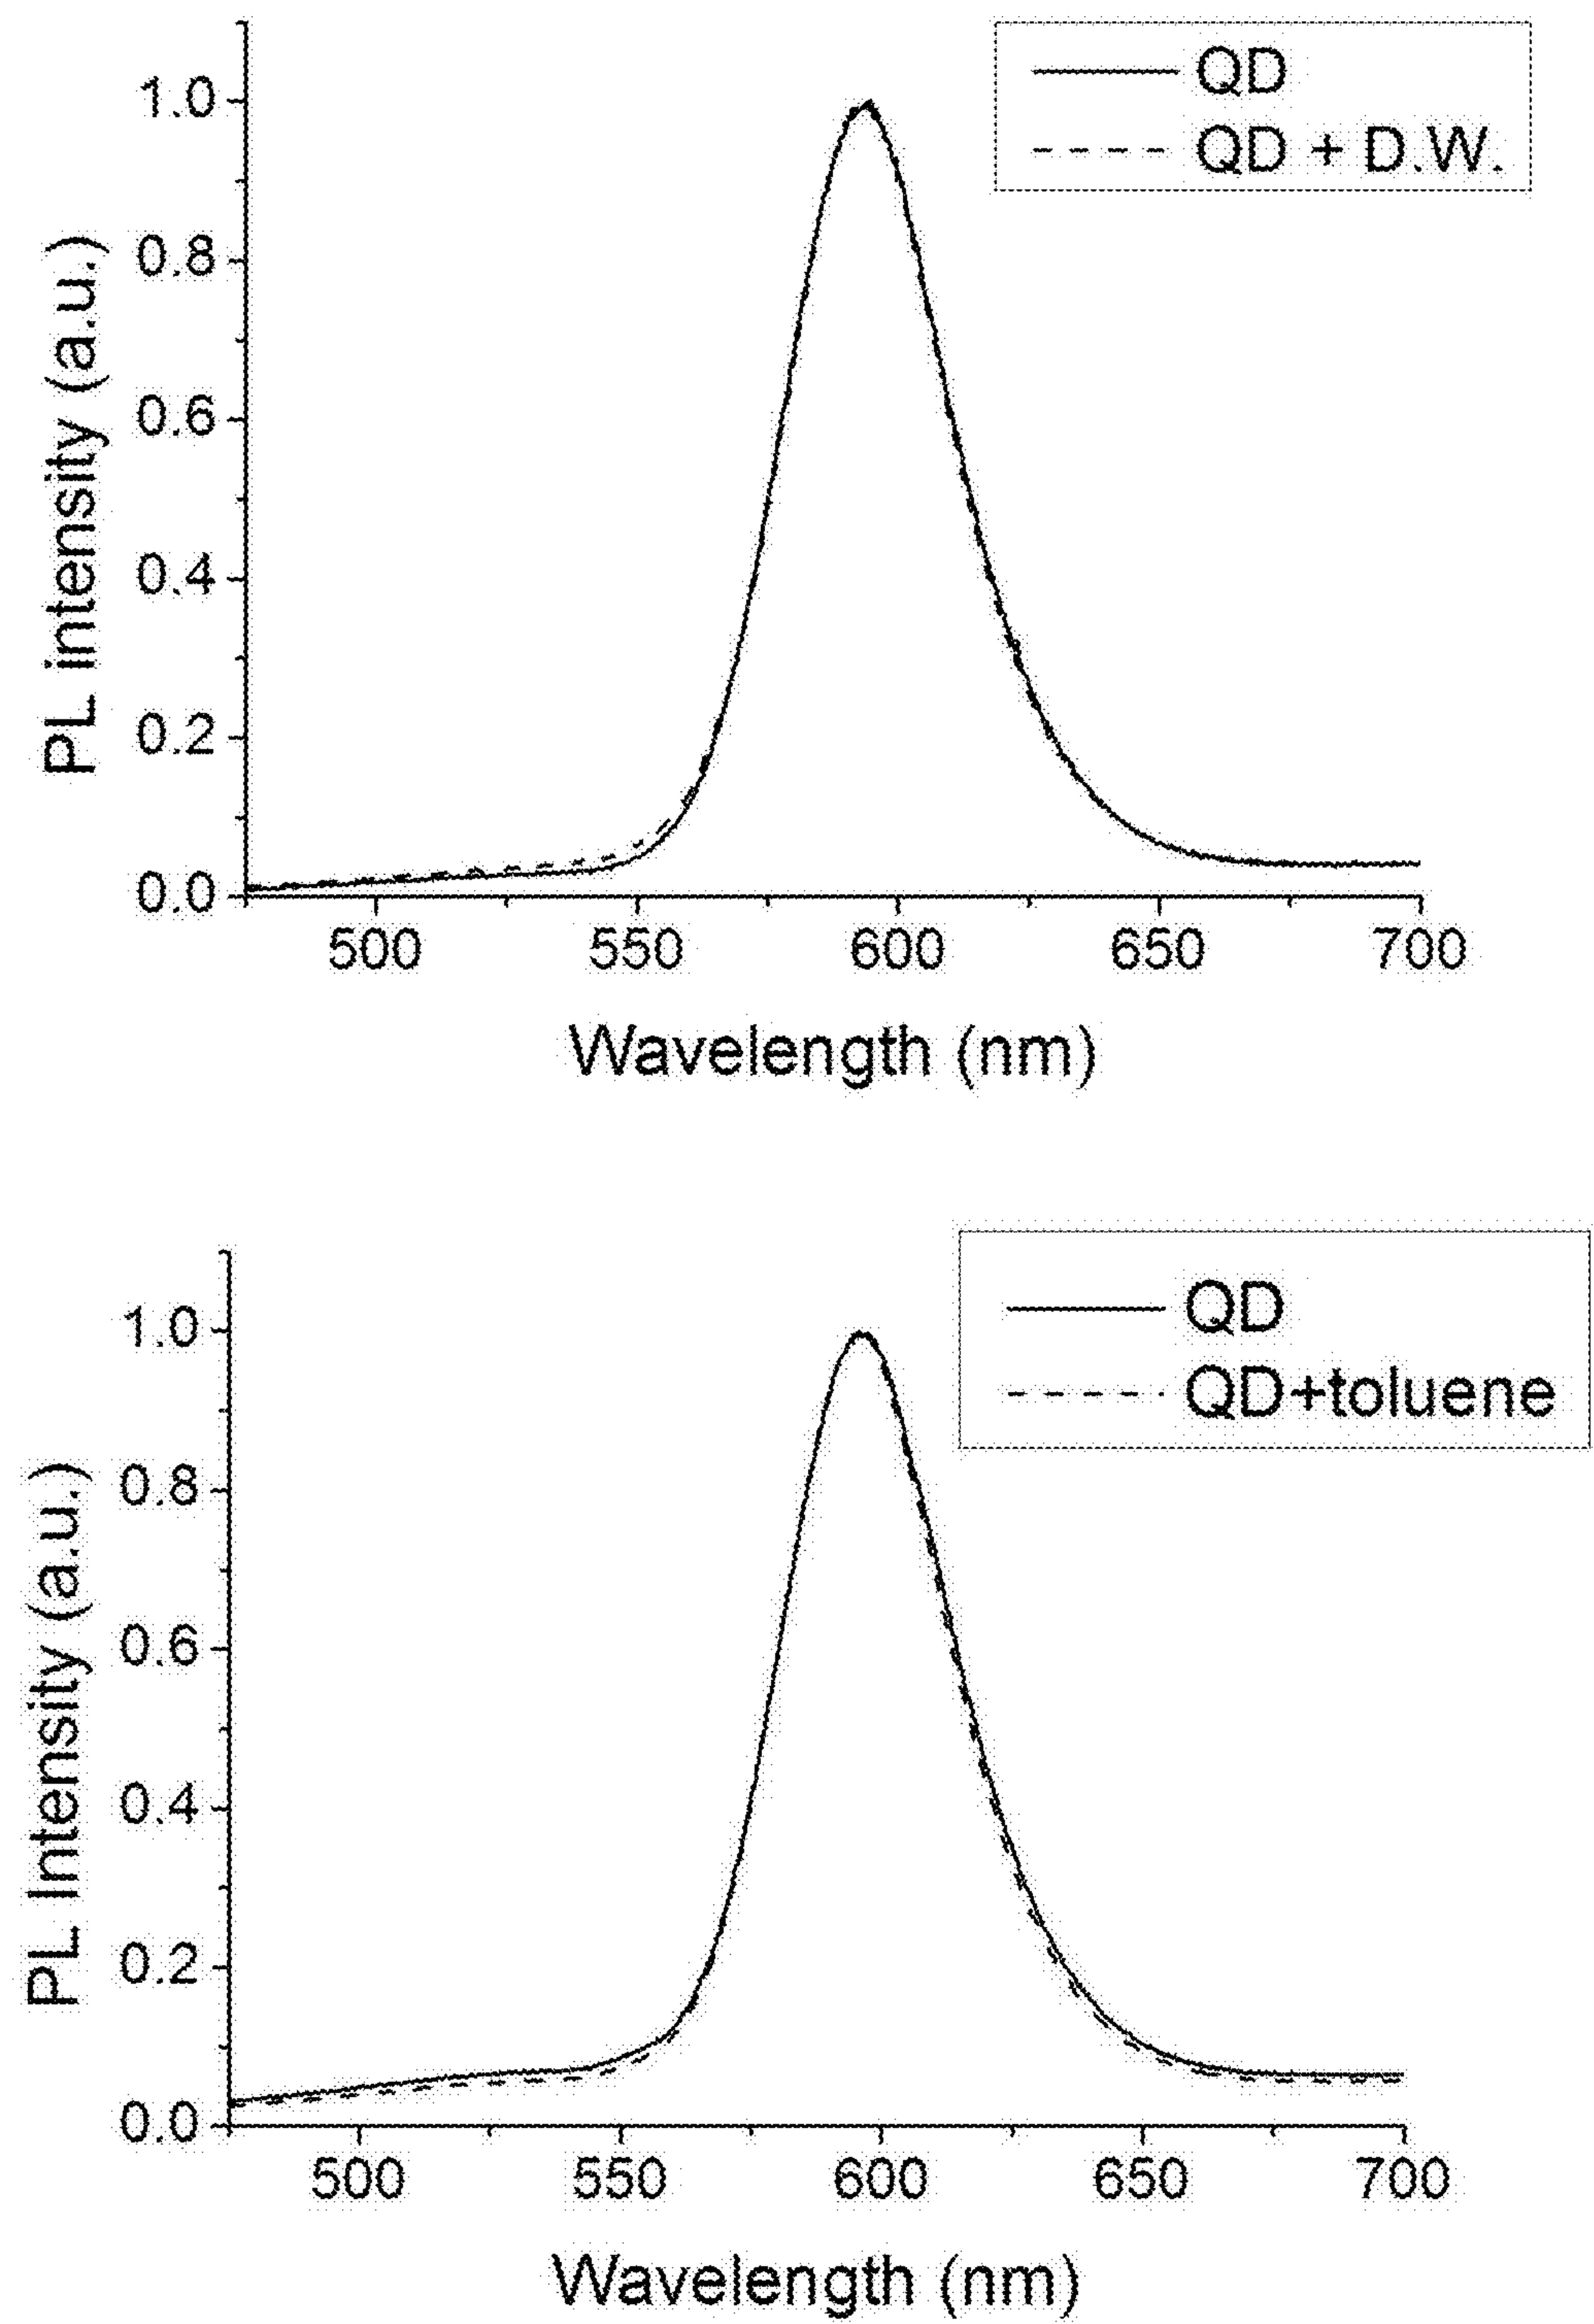 QD
QD + D.W.
1.0
0.8
0.6
0.4
0.2
0.0
PL intensity (a.u.)
500 550 600 650 700
Wavelength (nm)
QD
QD+toluene
1.0
0.8
0.6
0.4
0.2
0.0
PL Intensity (a.u.)
500 550 600 650 700
Wavelength (nm)